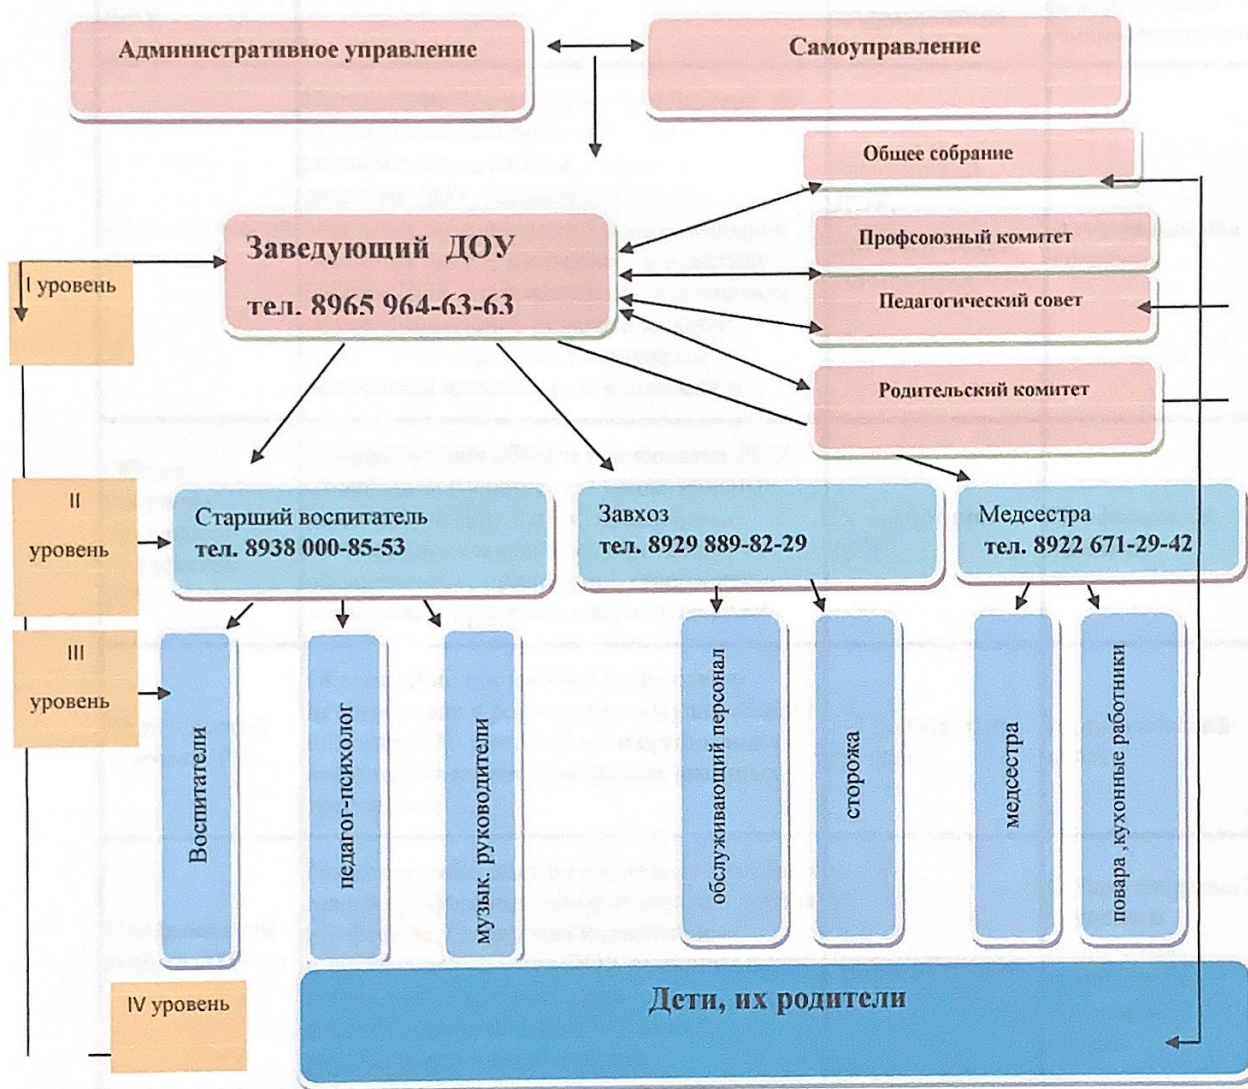 Административное управление
Самоуправление
Общее собрание
Заведующий ДОУ
тел. 8965 964-63-63
Профсоюзный комитет
Педагогический совет
Родительский комитет
I уровень
II
уровень
Старший воспитатель
тел. 8938 000-85-53
Завхоз
тел. 8929 889-82-29
Медсестра
тел. 8922 671-29-42
III
уровень
Воспитатели
педагог-психолог
музык. руководители
обслуживающий персонал
сторожа
медсестра
повара ,кухонные работники
IV уровень
Дети, их родители